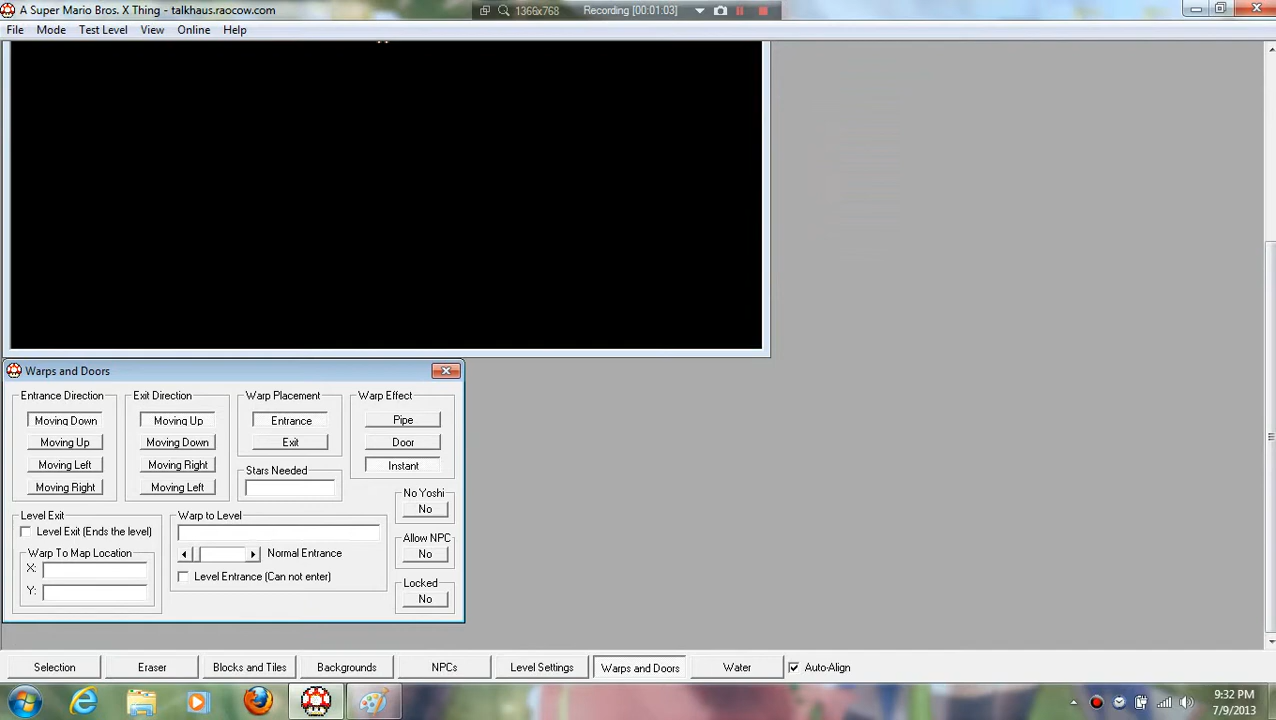 A Super Mario Bros. X Thing - talkhaus.raocow.com
1366x768
Recording [00:01:03]
File Mode Test Level View Online Help
Warps and Doors
Entrance Direction
Moving Down
Moving Up
Moving Left
Moving Right
Exit Direction
Moving Up
Moving Down
Moving Right
Moving Left
Warp Placement
Entrance
Exit
Stars Needed
Warp Effect
Pipe
Door
Instant
Level Exit
Level Exit (Ends the level)
Warp To Map Location
X:
Y:
Warp to Level
Normal Entrance
Level Entrance (Can not enter)
No Yoshi
No
Allow NPC
No
Locked
No
Selection Eraser Blocks and Tiles Backgrounds NPCs Level Settings Warps and Doors Water Auto-Align
9:32 PM
7/9/2013